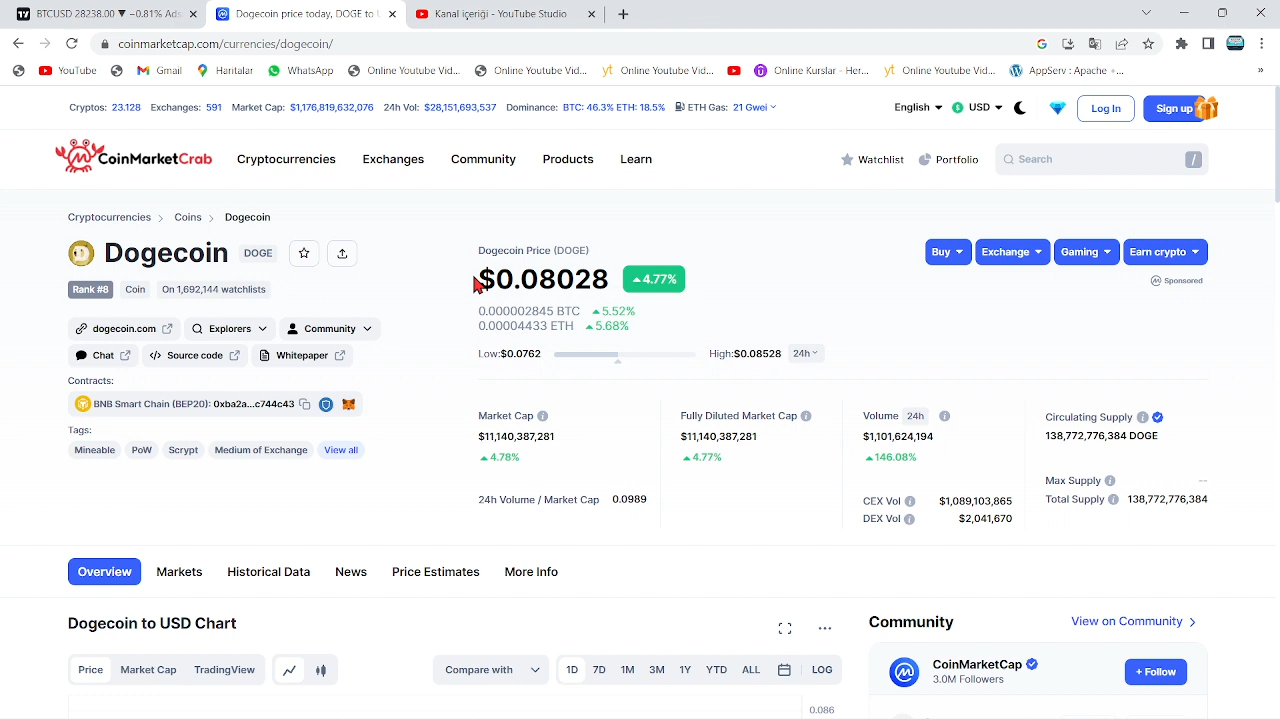 BTCUSD 28238.00 ▼ −0.81% Ads
Dogecoin price today, DOGE to U
Kanal içeriği - YouTube Studio
coinmarketcap.com/currencies/dogecoin/
YouTube
Gmail
Haritalar
WhatsApp
Online Youtube Vid...
Online Youtube Vid...
Online Youtube Vid...
Online Kurslar - Her...
Online Youtube Vid...
AppServ : Apache +...
»
Cryptos: 23.128 Exchanges: 591 Market Cap: $1,176,819,632,076 24h Vol: $28,151,693,537 Dominance: BTC: 46.3% ETH: 18.5% ETH Gas: 21 Gwei
English
USD
Log In
Sign up
CoinMarketCrab
Cryptocurrencies
Exchanges
Community
Products
Learn
Watchlist
Portfolio
Search
/
Cryptocurrencies > Coins > Dogecoin
Dogecoin DOGE
Rank #8
Coin
On 1,692,144 watchlists
dogecoin.com
Explorers
Community
Chat
Source code
Whitepaper
Contracts:
BNB Smart Chain (BEP20): 0xba2a...c744c43
Tags:
Mineable
PoW
Scrypt
Medium of Exchange
View all
Dogecoin Price (DOGE)
$0.08028 ▲4.77%
0.000002845 BTC ▲5.52%
0.00004433 ETH ▲5.68%
Low:$0.0762
High:$0.08528
24h
Buy
Exchange
Gaming
Earn crypto
Sponsored
Market Cap
$11,140,387,281
▲4.78%
24h Volume / Market Cap 0.0989
Fully Diluted Market Cap
$11,140,387,281
▲4.77%
Volume 24h
$1,101,624,194
▲146.08%
CEX Vol $1,089,103,865
DEX Vol $2,041,670
Circulating Supply
138,772,776,384 DOGE
Max Supply --
Total Supply 138,772,776,384
Overview
Markets
Historical Data
News
Price Estimates
More Info
Dogecoin to USD Chart
Price
Market Cap
TradingView
Compare with
1D
7D
1M
3M
1Y
YTD
ALL
LOG
0.086
Community
View on Community >
CoinMarketCap
3.0M Followers
+ Follow